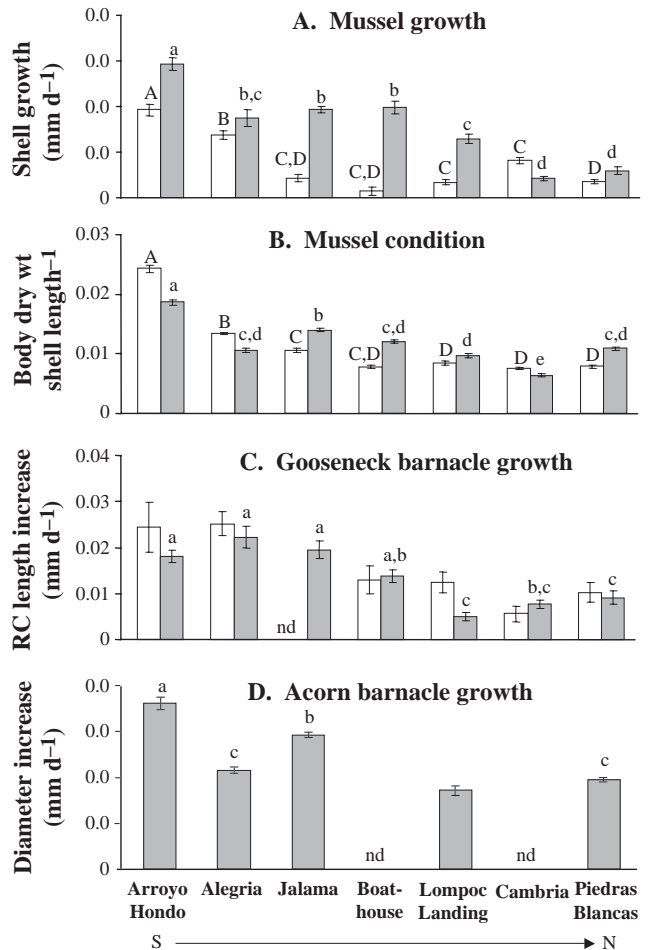 A. Mussel growth
Shell growth
(mm d–1)
0.0
0.0
0.0
0.0
0
A
a
B
b,c
C,D
b
C,D
b
C
c
C
d
D
d
B. Mussel condition
Body dry wt
shell length–1
0.03
0.02
0.01
0
A
a
B
c,d
C
b
C,D
c,d
D
d
D
e
D
c,d
C. Gooseneck barnacle growth
RC length increase
(mm d–1)
0.04
0.03
0.02
0.01
0
a
a
nd
a
a,b
c
b,c
c
D. Acorn barnacle growth
Diameter increase
(mm d–1)
0.0
0.0
0.0
0.0
0
a
c
b
nd
nd
c
Arroyo
Hondo
Alegria
Jalama
Boat-
house
Lompoc
Landing
Cambria
Piedras
Blancas
S
N